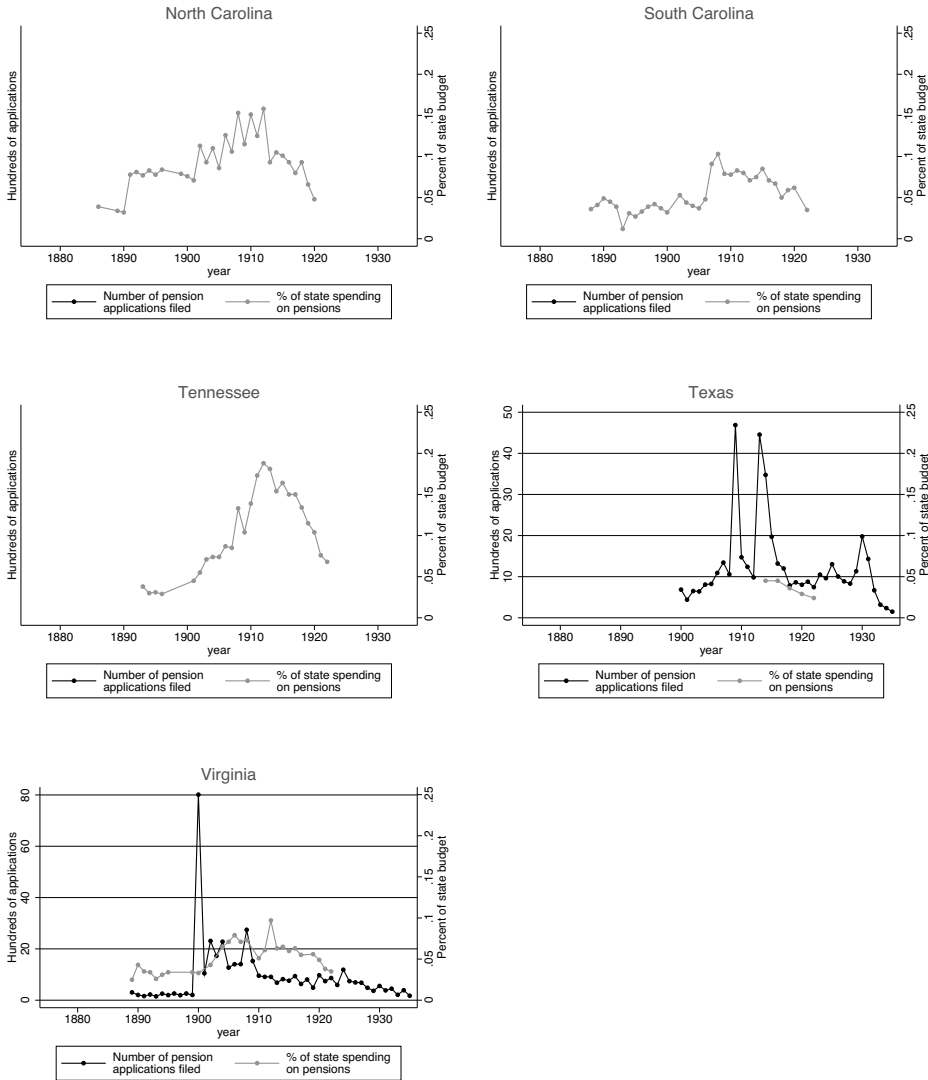 North Carolina
Hundreds of applications
0 .05 .1 .15 .2 .25
Percent of state budget
1880 1890 1900 1910 1920 1930
year
Number of pension
applications filed
% of state spending
on pensions
South Carolina
Hundreds of applications
0 .05 .1 .15 .2 .25
Percent of state budget
1880 1890 1900 1910 1920 1930
year
Number of pension
applications filed
% of state spending
on pensions
Tennessee
Hundreds of applications
0 .05 .1 .15 .2 .25
Percent of state budget
1880 1890 1900 1910 1920 1930
year
Number of pension
applications filed
% of state spending
on pensions
Texas
Hundreds of applications
0 10 20 30 40 50
0 .05 .1 .15 .2 .25
Percent of state budget
1880 1890 1900 1910 1920 1930
year
Number of pension
applications filed
% of state spending
on pensions
Virginia
Hundreds of applications
0 20 40 60 80
0 .05 .1 .15 .2 .25
Percent of state budget
1880 1890 1900 1910 1920 1930
year
Number of pension
applications filed
% of state spending
on pensions